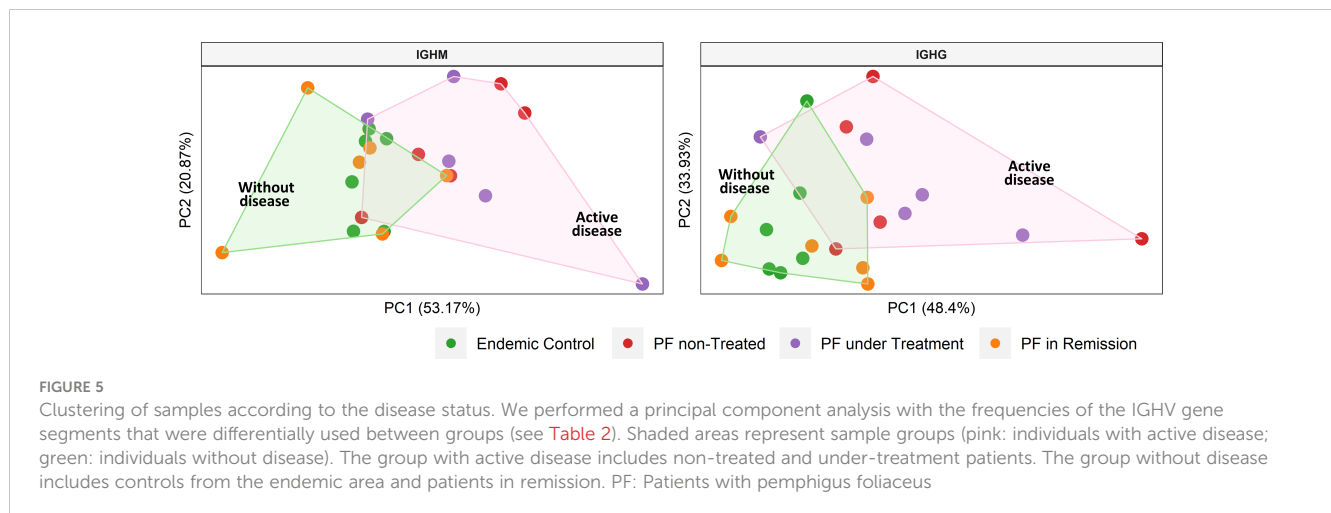 IGHM
IGHG
PC2 (20.87%)
Without
disease
Active
disease
PC1 (53.17%)
PC2 (33.93%)
Without
disease
Active
disease
PC1 (48.4%)
Endemic Control PF non-Treated PF under Treatment PF in Remission
FIGURE 5
Clustering of samples according to the disease status. We performed a principal component analysis with the frequencies of the IGHV gene
segments that were differentially used between groups (see Table 2). Shaded areas represent sample groups (pink: individuals with active disease;
green: individuals without disease). The group with active disease includes non-treated and under-treatment patients. The group without disease
includes controls from the endemic area and patients in remission. PF: Patients with pemphigus foliaceus